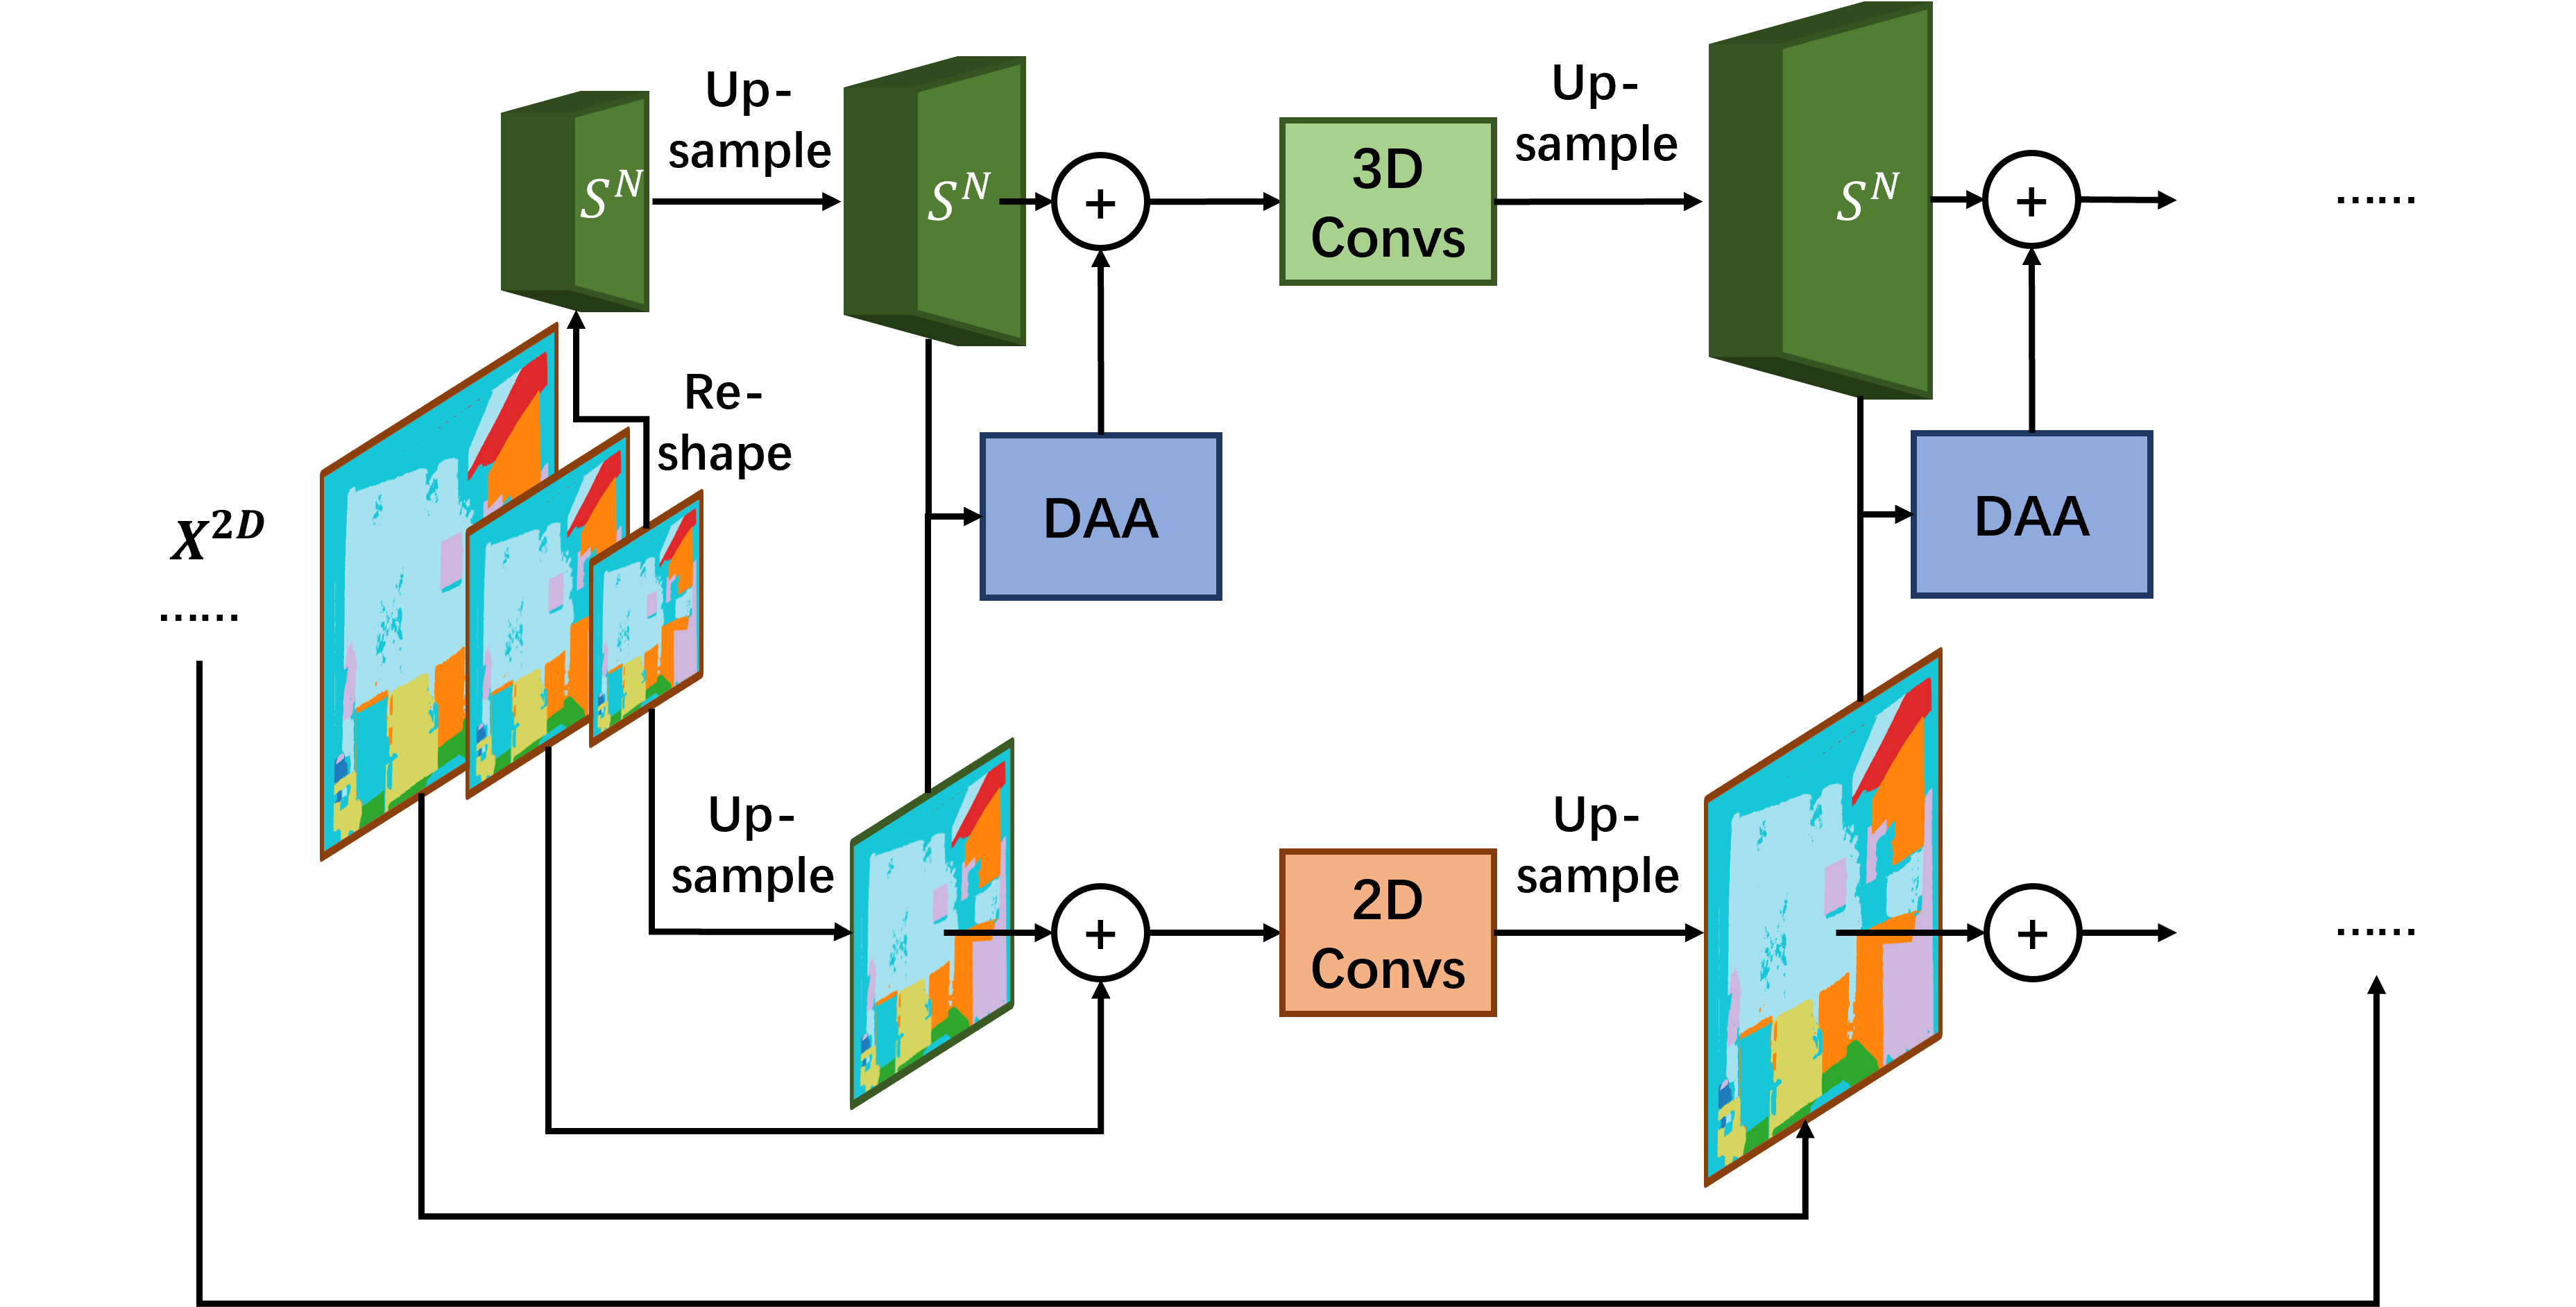 Up-
sample
Up-
sample
S^N
S^N
+
3D
Convs
S^N
+
......
Re-
shape
X^2D
......
DAA
DAA
Up-
sample
Up-
sample
+
2D
Convs
+
......